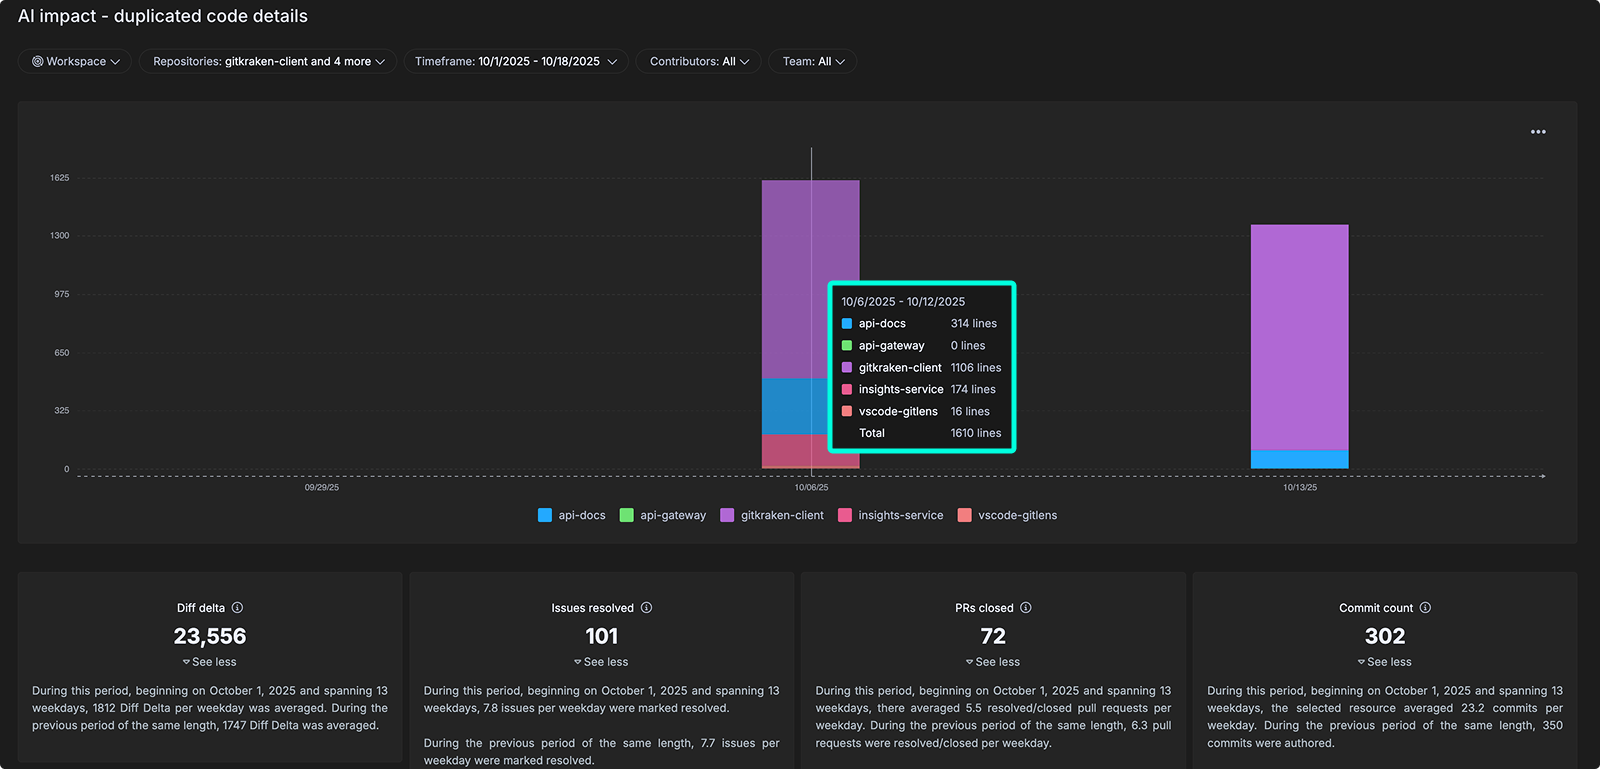 AI impact - duplicated code details
Workspace
Repositories: gitkraken-client and 4 more
Timeframe: 10/1/2025 - 10/18/2025
Contributors: All
Team: All
1625
1300
975
650
325
0
10/6/2025 - 10/12/2025
api-docs 314 lines
api-gateway 0 lines
gitkraken-client 1106 lines
insights-service 174 lines
vscode-gitlens 16 lines
Total 1610 lines
09/29/25
10/06/25
10/13/25
api-docs
api-gateway
gitkraken-client
insights-service
vscode-gitlens
Diff delta
23,556
See less
During this period, beginning on October 1, 2025 and spanning 13
weekdays, 1812 Diff Delta per weekday was averaged. During the
previous period of the same length, 1747 Diff Delta was averaged.
Issues resolved
101
See less
During this period, beginning on October 1, 2025 and spanning 13
weekdays, 7.8 issues per weekday were marked resolved.
During the previous period of the same length, 7.7 issues per
weekday were marked resolved.
PRs closed
72
See less
During this period, beginning on October 1, 2025 and spanning 13
weekdays, there averaged 5.5 resolved/closed pull requests per
weekday. During the previous period of the same length, 6.3 pull
requests were resolved/closed per weekday.
Commit count
302
See less
During this period, beginning on October 1, 2025 and spanning 13
weekdays, the selected resource averaged 23.2 commits per
weekday. During the previous period of the same length, 350
commits were authored.